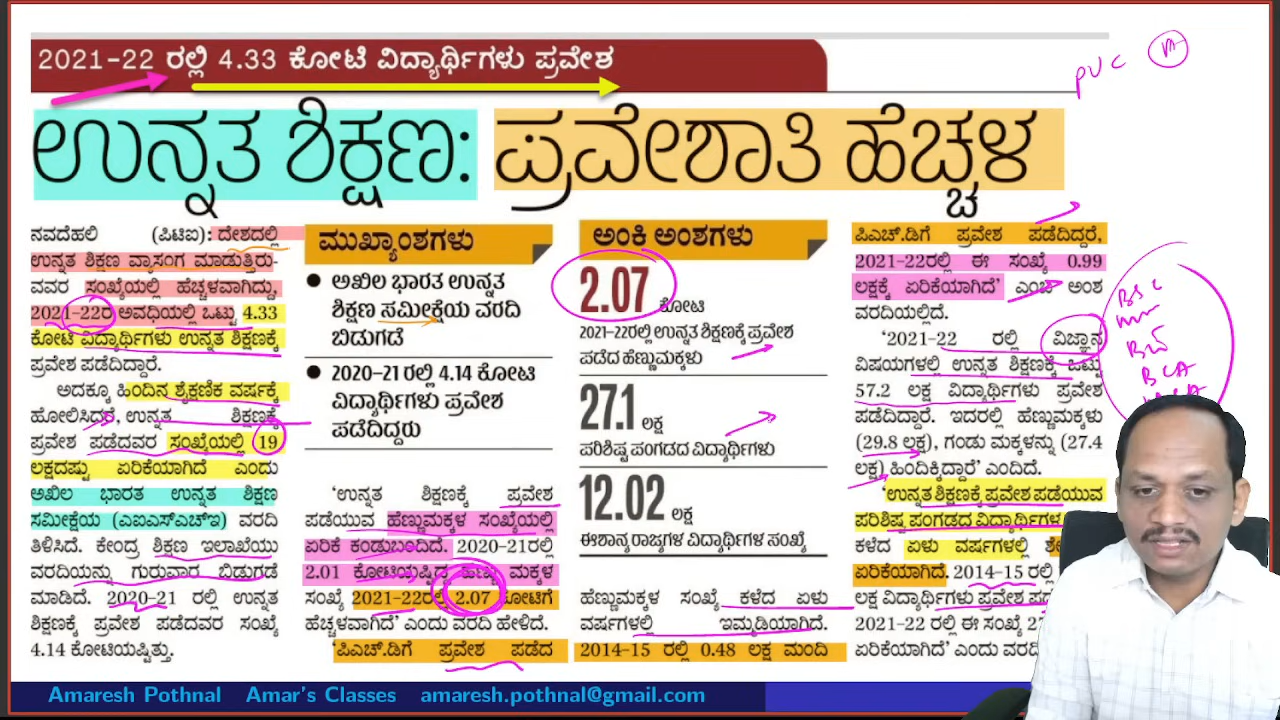 2021-22 ರಲ್ಲಿ 4.33 ಕೋಟಿ ವಿದ್ಯಾರ್ಥಿಗಳು ಪ್ರವೇಶ
PUC
ಉನ್ನತ ಶಿಕ್ಷಣ: ಪ್ರವೇಶಾತಿ ಹೆಚ್ಚಳ
ನವದೆಹಲಿ (ಪಿಟಿಐ): ದೇಶದಲ್ಲಿ
ಉನ್ನತ ಶಿಕ್ಷಣ ವ್ಯಾಸಂಗ ಮಾಡುತ್ತಿರು-
ವವರ ಸಂಖ್ಯೆಯಲ್ಲಿ ಹೆಚ್ಚಳವಾಗಿದ್ದು,
2021-22ರ ಅವಧಿಯಲ್ಲಿ ಒಟ್ಟು 4.33
ಕೋಟಿ ವಿದ್ಯಾರ್ಥಿಗಳು ಉನ್ನತ ಶಿಕ್ಷಣಕ್ಕೆ
ಪ್ರವೇಶ ಪಡೆದಿದ್ದಾರೆ.
ಅದಕ್ಕೂ ಹಿಂದಿನ ಶೈಕ್ಷಣಿಕ ವರ್ಷಕ್ಕೆ
ಹೋಲಿಸಿದರೆ, ಉನ್ನತ ಶಿಕ್ಷಣಕ್ಕೆ
ಪ್ರವೇಶ ಪಡೆದವರ ಸಂಖ್ಯೆಯಲ್ಲಿ 19
ಲಕ್ಷದಷ್ಟು ಏರಿಕೆಯಾಗಿದೆ ಎಂದು
ಅಖಿಲ ಭಾರತ ಉನ್ನತ ಶಿಕ್ಷಣ
ಸಮೀಕ್ಷೆಯ (ಎಐಎಸ್‌ಎಚ್‌ಇ) ವರದಿ
ತಿಳಿಸಿದೆ. ಕೇಂದ್ರ ಶಿಕ್ಷಣ ಇಲಾಖೆಯು
ವರದಿಯನ್ನು ಗುರುವಾರ ಬಿಡುಗಡೆ
ಮಾಡಿದೆ. 2020-21 ರಲ್ಲಿ ಉನ್ನತ
ಶಿಕ್ಷಣಕ್ಕೆ ಪ್ರವೇಶ ಪಡೆದವರ ಸಂಖ್ಯೆ
4.14 ಕೋಟಿಯಷ್ಟಿತ್ತು.
ಮುಖ್ಯಾಂಶಗಳು
● ಅಖಿಲ ಭಾರತ ಉನ್ನತ
ಶಿಕ್ಷಣ ಸಮೀಕ್ಷೆಯ ವರದಿ
ಬಿಡುಗಡೆ
● 2020-21 ರಲ್ಲಿ 4.14 ಕೋಟಿ
ವಿದ್ಯಾರ್ಥಿಗಳು ಪ್ರವೇಶ
ಪಡೆದಿದ್ದರು
‘ಉನ್ನತ ಶಿಕ್ಷಣಕ್ಕೆ ಪ್ರವೇಶ
ಪಡೆಯುವ ಹೆಣ್ಣುಮಕ್ಕಳ ಸಂಖ್ಯೆಯಲ್ಲಿ
ಏರಿಕೆ ಕಂಡುಬಂದಿದೆ. 2020-21ರಲ್ಲಿ
2.01 ಕೋಟಿಯಷ್ಟಿದ್ದ ಹೆಣ್ಣು ಮಕ್ಕಳ
ಸಂಖ್ಯೆ 2021-22ರಲ್ಲಿ 2.07 ಕೋಟಿಗೆ
ಹೆಚ್ಚಳವಾಗಿದೆ’ ಎಂದು ವರದಿ ಹೇಳಿದೆ.
‘ಪಿಎಚ್‌.ಡಿಗೆ ಪ್ರವೇಶ ಪಡೆದ
ಅಂಕಿ ಅಂಶಗಳು
2.07 ಕೋಟಿ
2021-22ರಲ್ಲಿ ಉನ್ನತ ಶಿಕ್ಷಣಕ್ಕೆ ಪ್ರವೇಶ
ಪಡೆದ ಹೆಣ್ಣುಮಕ್ಕಳು
27.1 ಲಕ್ಷ
ಪರಿಶಿಷ್ಟ ಪಂಗಡದ ವಿದ್ಯಾರ್ಥಿಗಳು
12.02 ಲಕ್ಷ
ಈಶಾನ್ಯ ರಾಜ್ಯಗಳ ವಿದ್ಯಾರ್ಥಿಗಳ ಸಂಖ್ಯೆ
ಹೆಣ್ಣುಮಕ್ಕಳ ಸಂಖ್ಯೆ ಕಳೆದ ಏಳು
ವರ್ಷಗಳಲ್ಲಿ ಇಮ್ಮಡಿಯಾಗಿದೆ.
2014-15 ರಲ್ಲಿ 0.48 ಲಕ್ಷ ಮಂದಿ
ಪಿಎಚ್‌.ಡಿಗೆ ಪ್ರವೇಶ ಪಡೆದಿದ್ದರೆ,
2021-22ರಲ್ಲಿ ಈ ಸಂಖ್ಯೆ 0.99
ಲಕ್ಷಕ್ಕೆ ಏರಿಕೆಯಾಗಿದೆ’ ಎಂಬ ಅಂಶ
ವರದಿಯಲ್ಲಿದೆ.
‘2021-22 ರಲ್ಲಿ ವಿಜ್ಞಾನ
ವಿಷಯಗಳಲ್ಲಿ ಉನ್ನತ ಶಿಕ್ಷಣಕ್ಕೆ ಒಟ್ಟು
57.2 ಲಕ್ಷ ವಿದ್ಯಾರ್ಥಿಗಳು ಪ್ರವೇಶ
ಪಡೆದಿದ್ದಾರೆ. ಇದರಲ್ಲಿ ಹೆಣ್ಣುಮಕ್ಕಳು
(29.8 ಲಕ್ಷ), ಗಂಡು ಮಕ್ಕಳನ್ನು (27.4
ಲಕ್ಷ) ಹಿಂದಿಕ್ಕಿದ್ದಾರೆ’ ಎಂದಿದೆ.
‘ಉನ್ನತ ಶಿಕ್ಷಣಕ್ಕೆ ಪ್ರವೇಶ ಪಡೆಯುವ
ಪರಿಶಿಷ್ಟ ಪಂಗಡದ ವಿದ್ಯಾರ್ಥಿಗಳ
ಕಳೆದ ಏಳು ವರ್ಷಗಳಲ್ಲಿ
ಏರಿಕೆಯಾಗಿದೆ. 2014-15 ರಲ್ಲಿ
ಲಕ್ಷ ವಿದ್ಯಾರ್ಥಿಗಳು ಪ್ರವೇಶ
2021-22 ರಲ್ಲಿ ಈ ಸಂಖ್ಯೆ
ಏರಿಕೆಯಾಗಿದೆ’ ಎಂದು
BSC
BCA
Amaresh Pothnal Amar's Classes amaresh.pothnal@gmail.com